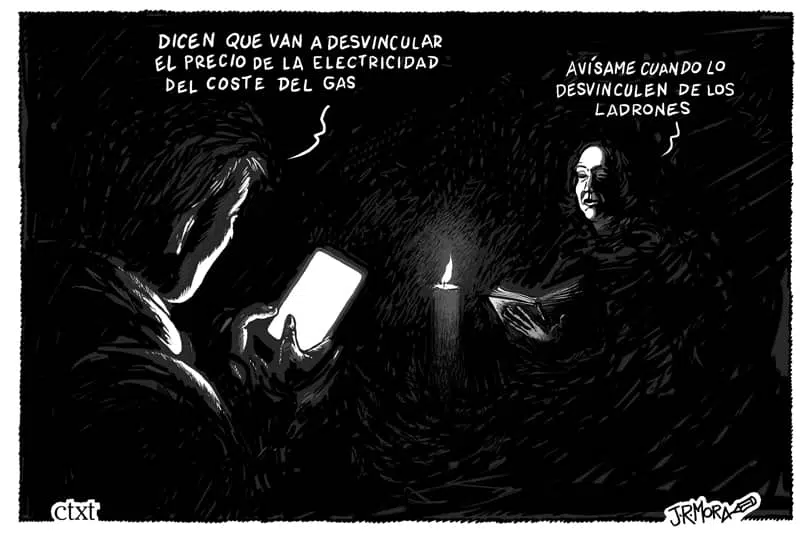 DICEN QUE VAN A DESVINCULAR
EL PRECIO DE LA ELECTRICIDAD
DEL COSTE DEL GAS
AVÍSAME CUANDO LO
DESVINCULEN DE LOS
LADRONES
ctxt
J.R.MORA